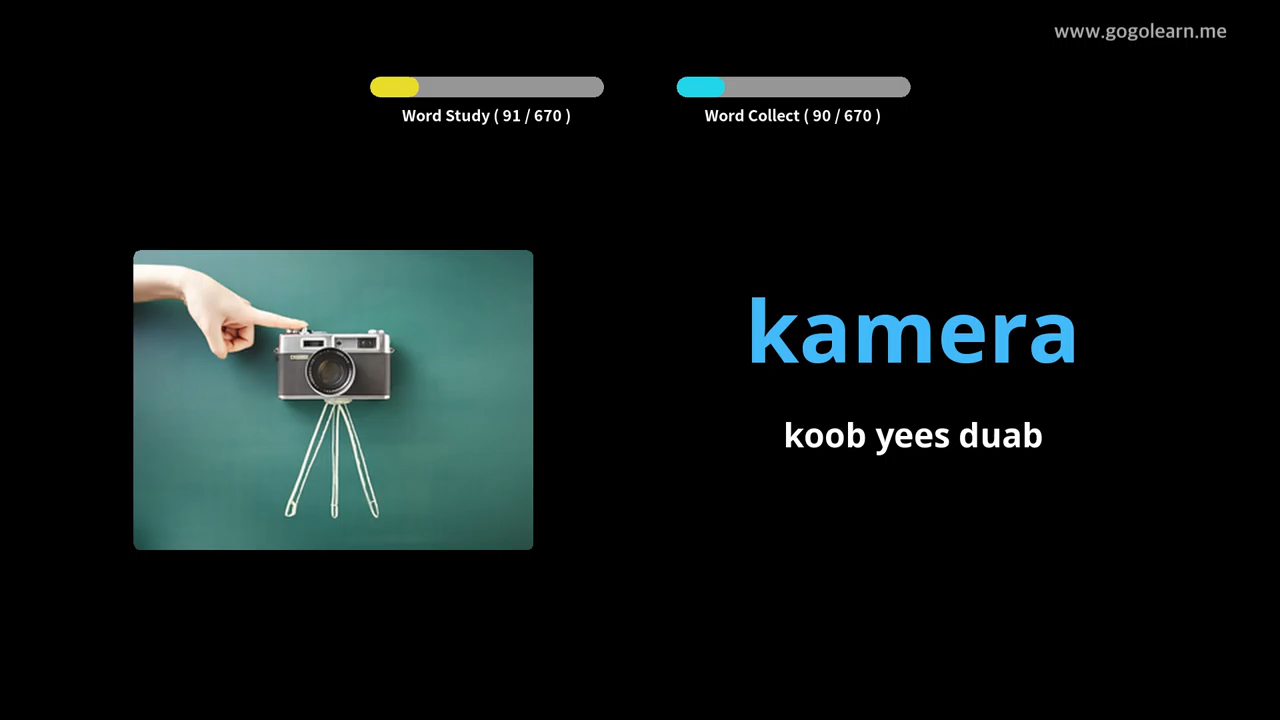 www.gogolearn.me
Word Study ( 91 / 670 )
Word Collect ( 90 / 670 )
kamera
koob yees duab